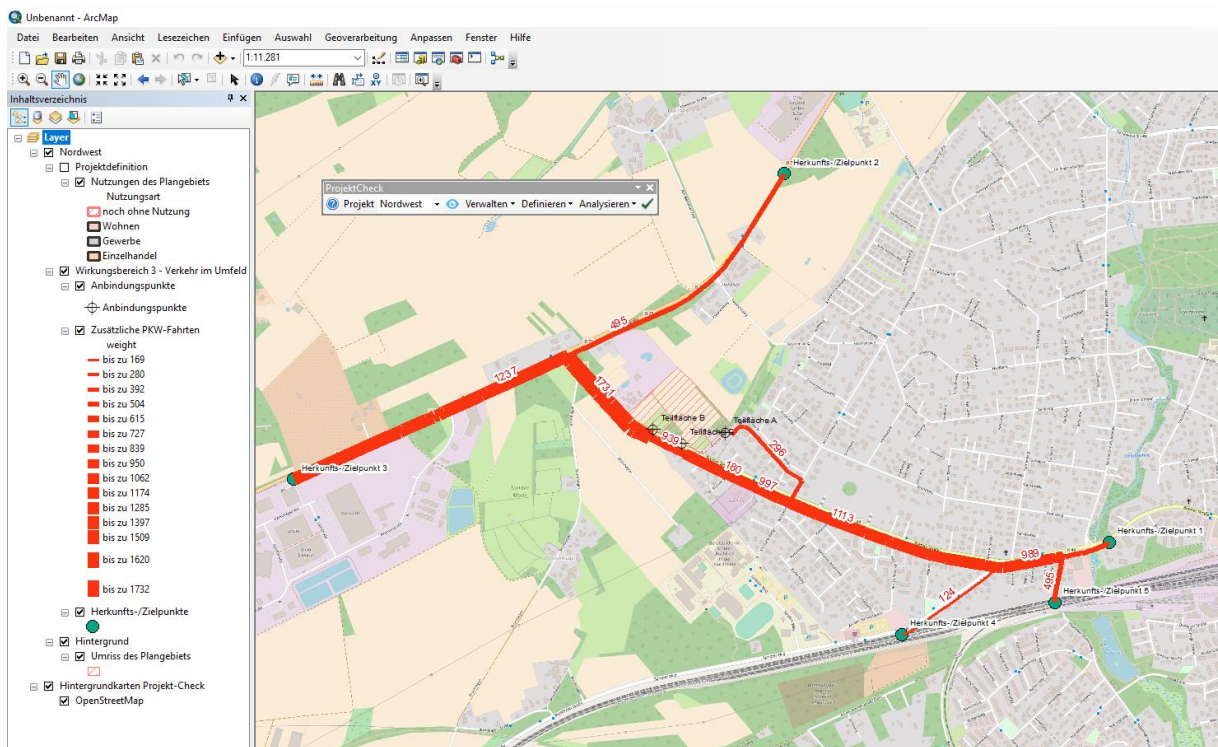 Unbenannt - ArcMap
Datei Bearbeiten Ansicht Lesezeichen Einfügen Auswahl Geoverarbeitung Anpassen Fenster Hilfe
1:11.281
Inhaltsverzeichnis
Layer
Nordwest
Projektdefinition
Nutzungen des Plangebiets
Nutzungsart
noch ohne Nutzung
Wohnen
Gewerbe
Einzelhandel
Wirkungsbereich 3 - Verkehr im Umfeld
Anbindungspunkte
Anbindungspunkte
Zusätzliche PKW-Fahrten
weight
bis zu 169
bis zu 280
bis zu 392
bis zu 504
bis zu 615
bis zu 727
bis zu 839
bis zu 950
bis zu 1062
bis zu 1174
bis zu 1285
bis zu 1397
bis zu 1509
bis zu 1620
bis zu 1732
Herkunfts-/Zielpunkte
Hintergrund
Umriss des Plangebiets
Hintergrundkarten Projekt-Check
OpenStreetMap
ProjektCheck
Projekt Nordwest Verwalten Definieren Analysieren
Herkunfts-/Zielpunkt 2
495
1237
1731
Teilfläche B
Teilfläche A
939
296
180
997
Herkunfts-/Zielpunkt 3
1113
Herkunfts-/Zielpunkt 1
989
495
124
Herkunfts-/Zielpunkt 5
Herkunfts-/Zielpunkt 4